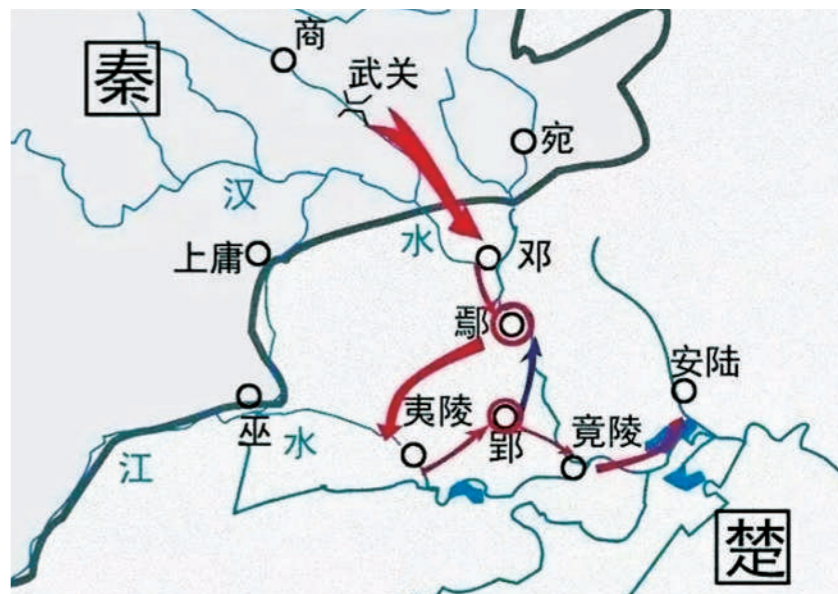 商
秦
武关
宛
汉
水
上庸
邓
鄢
安陆
巫
夷陵
水
郢
竟陵
江
楚